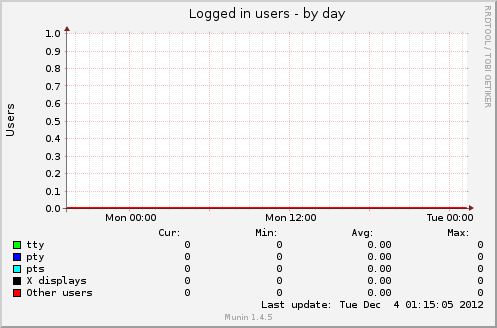 Logged in users - by day
RRDTOOL / TOBI OETIKER
Users
1.0
0.9
0.8
0.7
0.6
0.5
0.4
0.3
0.2
0.1
0.0
Mon 00:00 Mon 12:00 Tue 00:00
Cur: Min: Avg: Max:
tty 0 0 0.00 0
pty 0 0 0.00 0
pts 0 0 0.00 0
X displays 0 0 0.00 0
Other users 0 0 0.00 0
Last update: Tue Dec 4 01:15:05 2012
Munin 1.4.5